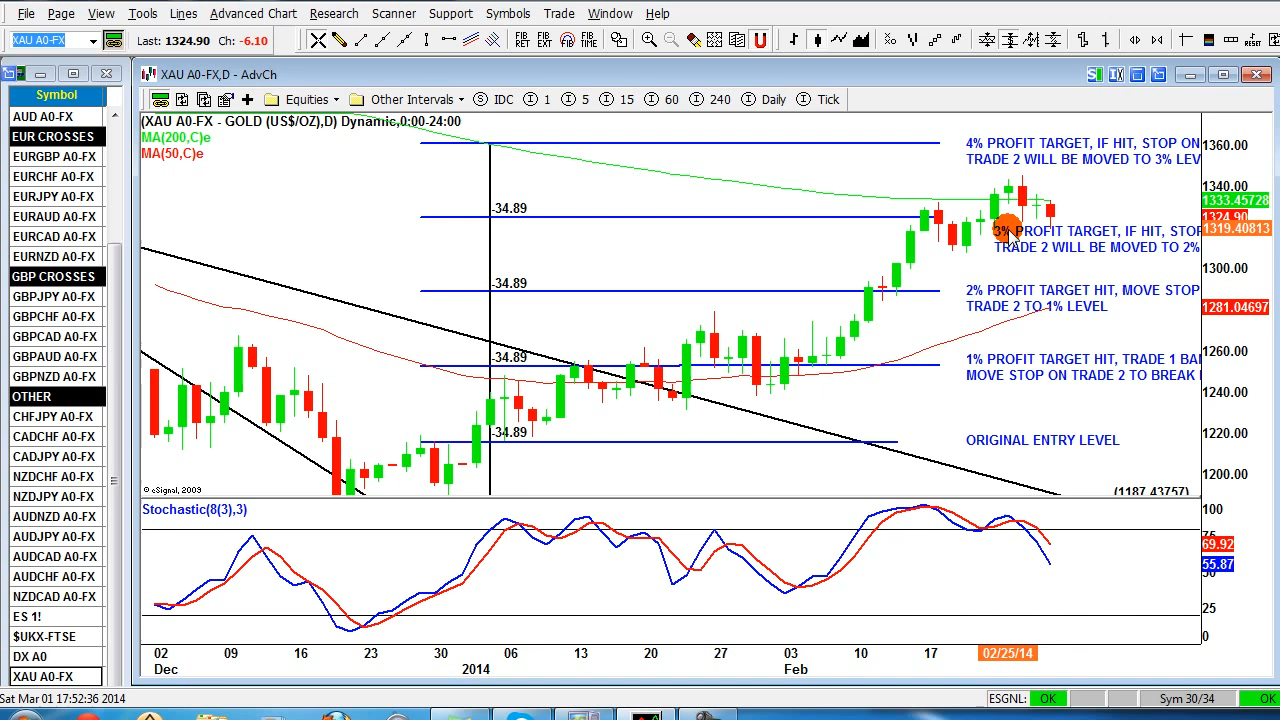 File Page View Tools Lines Advanced Chart Research Scanner Support Symbols Trade Window Help
XAU A0-FX Last: 1324.90 Ch: -6.10 FIB RET FIB EXT FIB TIME RESET
XAU A0-FX,D - AdvCh
Equities Other Intervals IDC 1 5 15 60 240 Daily Tick
Symbol
AUD A0-FX
EUR CROSSES
EURGBP A0-FX
EURCHF A0-FX
EURJPY A0-FX
EURAUD A0-FX
EURCAD A0-FX
EURNZD A0-FX
GBP CROSSES
GBPJPY A0-FX
GBPCHF A0-FX
GBPCAD A0-FX
GBPAUD A0-FX
GBPNZD A0-FX
OTHER
CHFJPY A0-FX
CADCHF A0-FX
CADJPY A0-FX
NZDCHF A0-FX
NZDJPY A0-FX
AUDNZD A0-FX
AUDJPY A0-FX
AUDCAD A0-FX
AUDCHF A0-FX
NZDCAD A0-FX
ES 1!
$UKX-FTSE
DX A0
XAU A0-FX
(XAU A0-FX - GOLD (US$/OZ),D) Dynamic,0:00-24:00
MA(200,C)e
MA(50,C)e
4% PROFIT TARGET, IF HIT, STOP ON
TRADE 2 WILL BE MOVED TO 3% LEV
-34.89
3% PROFIT TARGET, IF HIT, STOP
TRADE 2 WILL BE MOVED TO 2%
-34.89
2% PROFIT TARGET HIT, MOVE STOP
TRADE 2 TO 1% LEVEL
-34.89
1% PROFIT TARGET HIT, TRADE 1 BA
MOVE STOP ON TRADE 2 TO BREAK
-34.89
ORIGINAL ENTRY LEVEL
(1187.43757)
© eSignal, 2009
1360.00
1340.00
1333.45728
1324.90
1319.40813
1300.00
1281.04697
1260.00
1240.00
1220.00
1200.00
Stochastic(8(3),3)
100
69.92
55.87
25
0
02 09 16 23 30 06 13 20 27 03 10 17 02/25/14
Dec 2014 Feb
Sat Mar 01 17:52:36 2014 ESGNL: OK Sym 30/34 OK